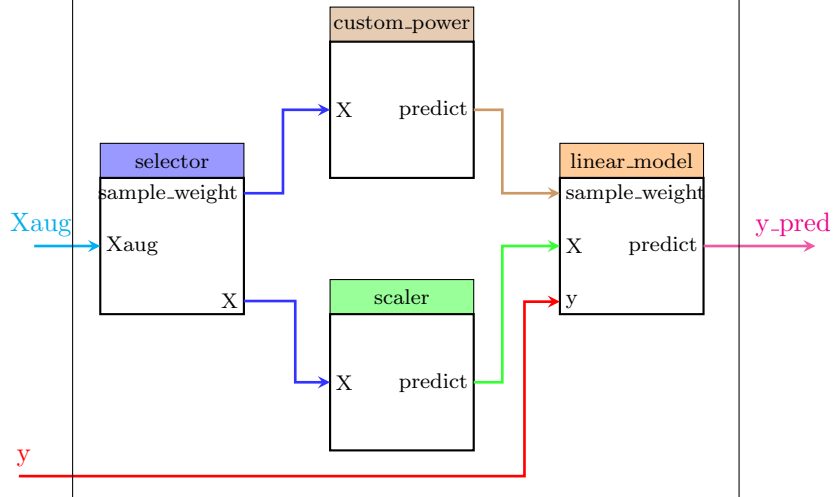 custom_power
X predict
selector
linear_model
sample_weight
sample_weight
Xaug
Xaug
X predict
y_pred
X
y
scaler
X predict
y